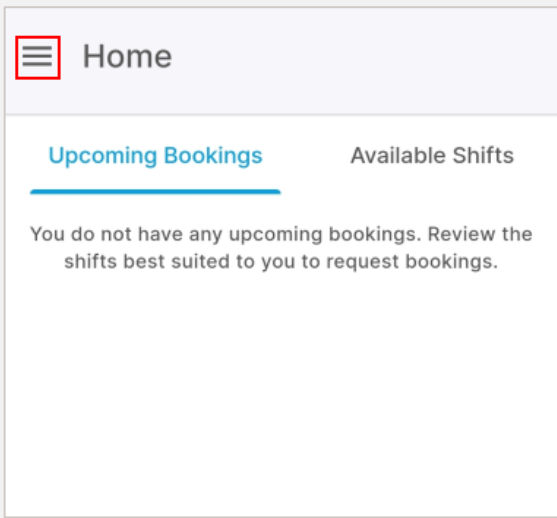 Home
Upcoming Bookings
Available Shifts
You do not have any upcoming bookings. Review the
shifts best suited to you to request bookings.